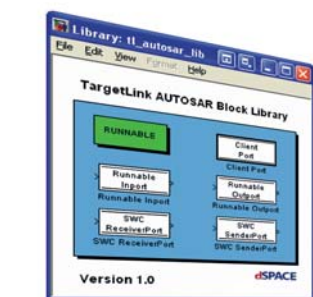 Library: tl_autosar_lib
File Edit View Format Help
TargetLink AUTOSAR Block Library
RUNNABLE
Client
Port
Client Port
Runnable
Inport
Runnable Inport
Runnable
Outport
Runnable Outport
SWC
ReceiverPort
SWC ReceiverPort
SWC
SenderPort
SWC SenderPort
Version 1.0
dSPACE